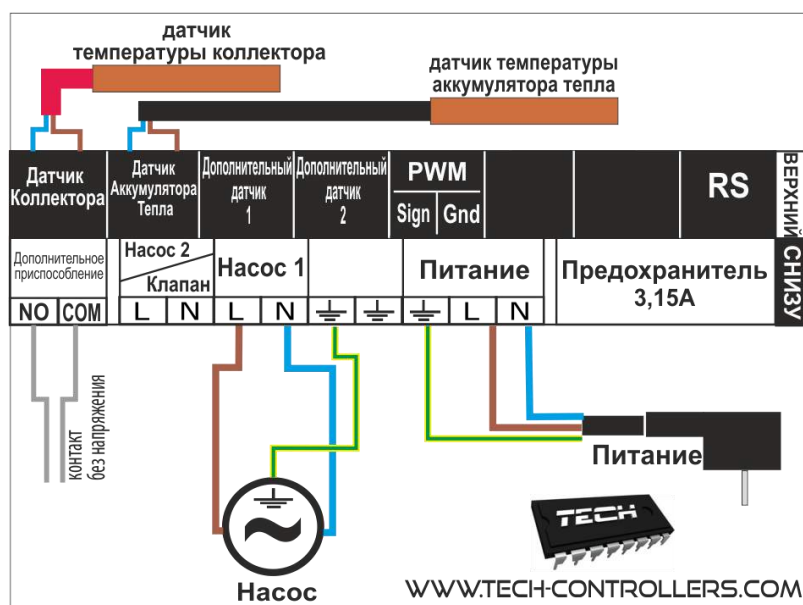 датчик
температуры коллектора
датчик температуры
аккумулятора тепла
Датчик
Коллектора
Датчик
Аккумулятора
Тепла
Дополнительный
датчик
1
Дополнительный
датчик
2
PWM
Sign Gnd
RS
ВЕРХНИЙ
Дополнительное
приспособление
NO COM
Насос 2
Клапан
L N
Насос 1
L N
Питание
L N
Предохранитель
3,15А
СНИЗУ
контакт
без напряжения
Насос
Питание
TECH
WWW.TECH-CONTROLLERS.COM